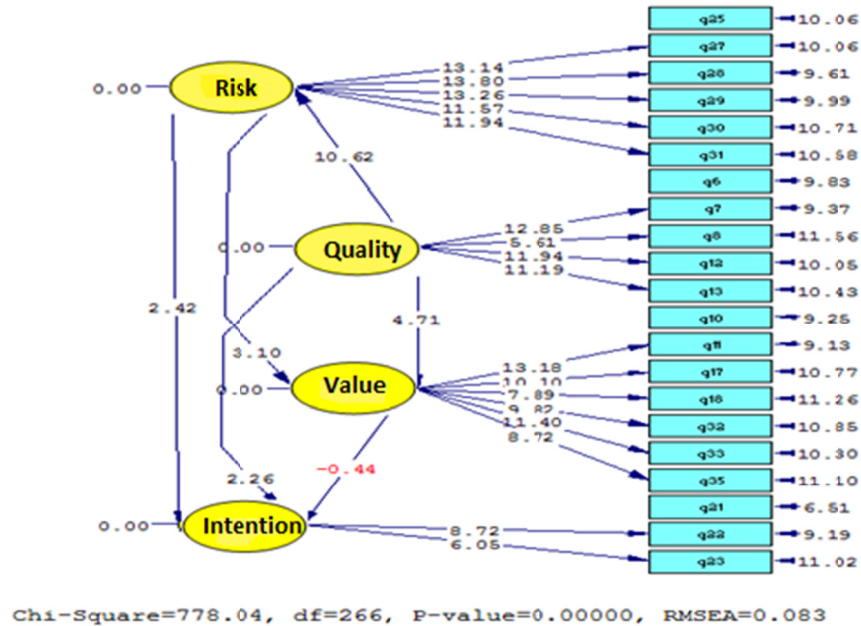 q25 10.06
q27 10.06
q28 9.61
q29 9.99
q30 10.71
q31 10.58
q6 9.83
q7 9.37
q8 11.56
q12 10.05
q13 10.43
q10 9.25
q11 9.13
q17 10.77
q18 11.26
q32 10.85
q33 10.30
q35 11.10
q21 6.51
q22 9.19
q23 11.02
0.00 Risk
13.14
13.80
13.26
11.57
11.94
10.62
0.00 Quality
12.85
5.61
11.94
11.19
2.42
4.71
3.10
0.00 Value
13.18
10.10
7.89
9.82
11.40
8.72
-0.44
2.26
0.00 Intention
8.72
6.05
Chi-Square=778.04, df=266, P-value=0.00000, RMSEA=0.083